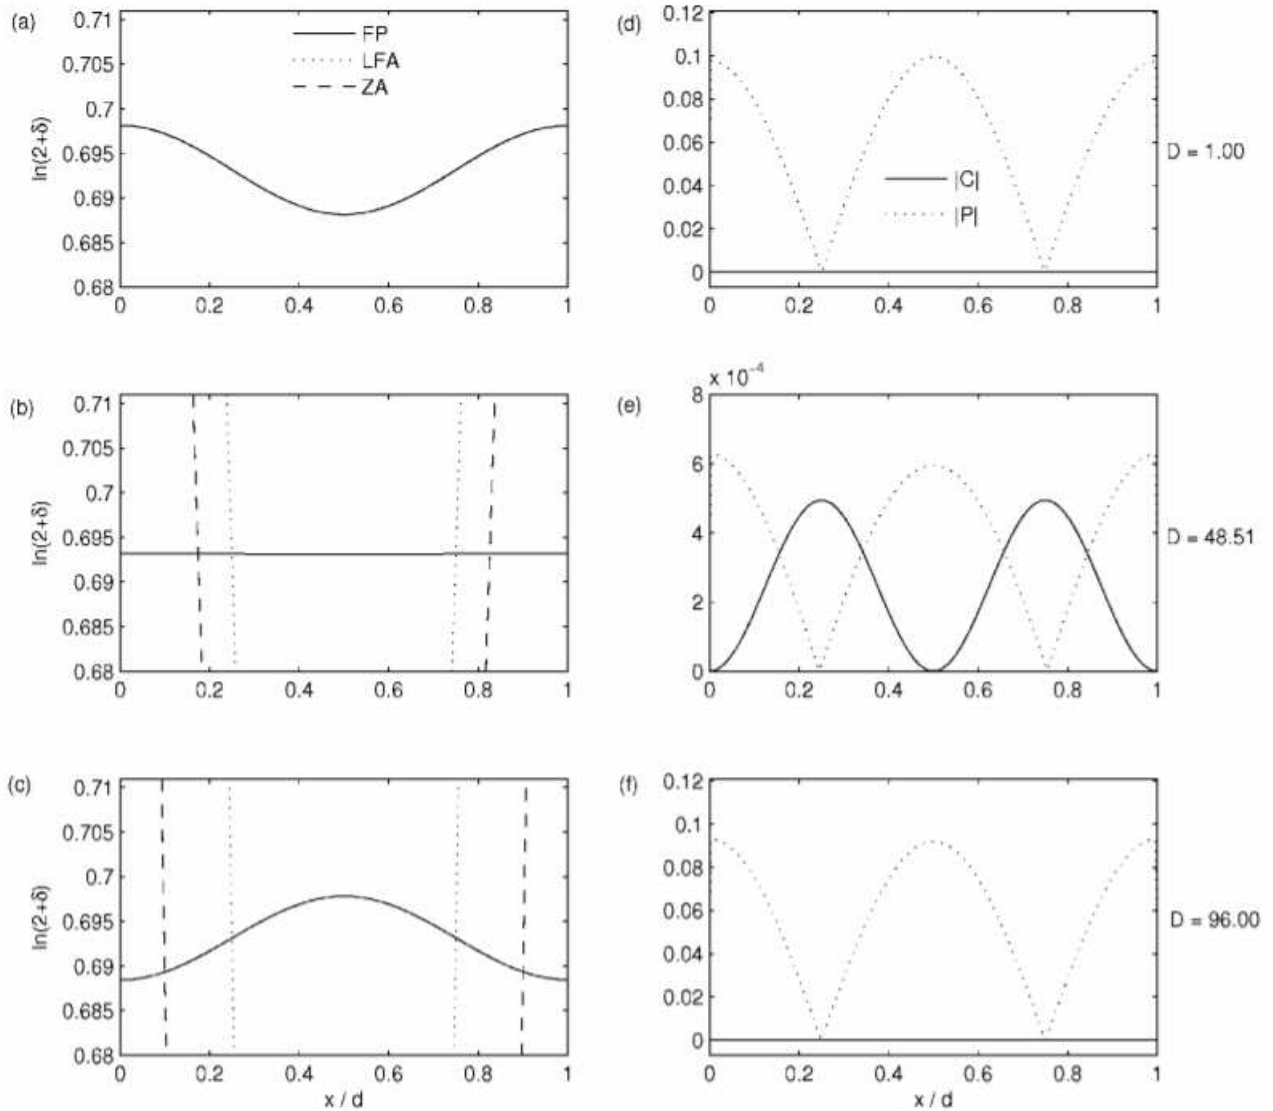 (a)
ln(2+δ)
0.71
0.705
0.7
0.695
0.69
0.685
0.68
FP
LFA
ZA
0 0.2 0.4 0.6 0.8 1
(d)
0.12
0.1
0.08
0.06
0.04
0.02
0
|C|
|P|
0 0.2 0.4 0.6 0.8 1
D = 1.00
(b)
ln(2+δ)
0.71
0.705
0.7
0.695
0.69
0.685
0.68
0 0.2 0.4 0.6 0.8 1
(e)
x 10⁻⁴
8
6
4
2
0
0 0.2 0.4 0.6 0.8 1
D = 48.51
(c)
ln(2+δ)
0.71
0.705
0.7
0.695
0.69
0.685
0.68
0 0.2 0.4 0.6 0.8 1
x / d
(f)
0.12
0.1
0.08
0.06
0.04
0.02
0
0 0.2 0.4 0.6 0.8 1
x / d
D = 96.00